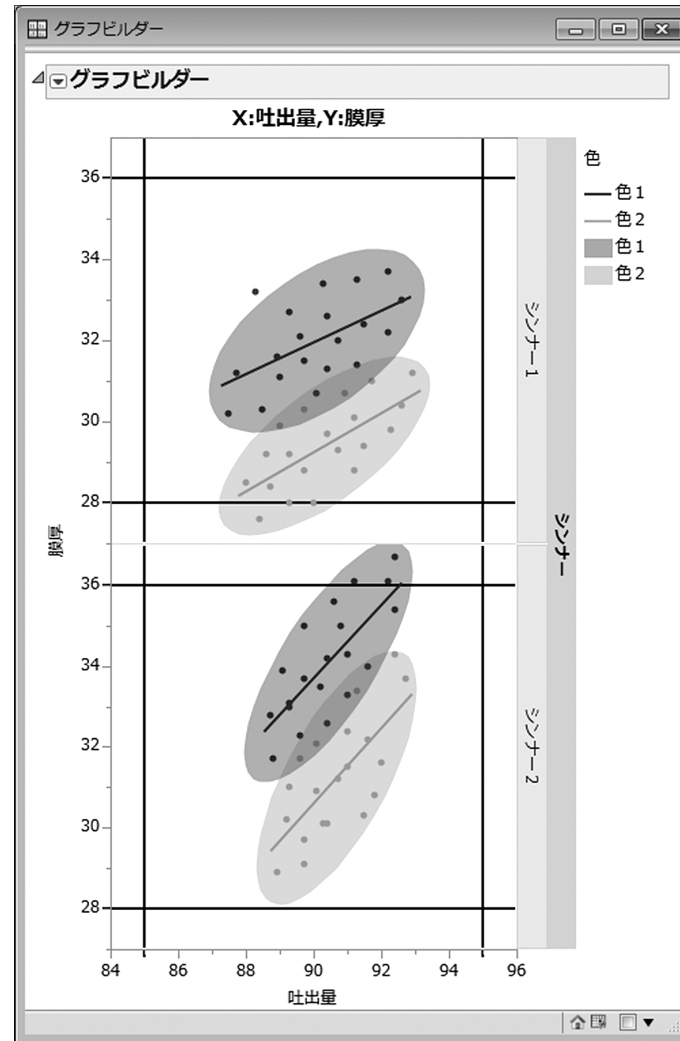 グラフビルダー
グラフビルダー
X:吐出量,Y:膜厚
色
色1
色2
色1
色2
36
34
32
30
28
シンナー1
膜厚
シンナー
36
34
32
30
28
シンナー2
84 86 88 90 92 94 96
吐出量